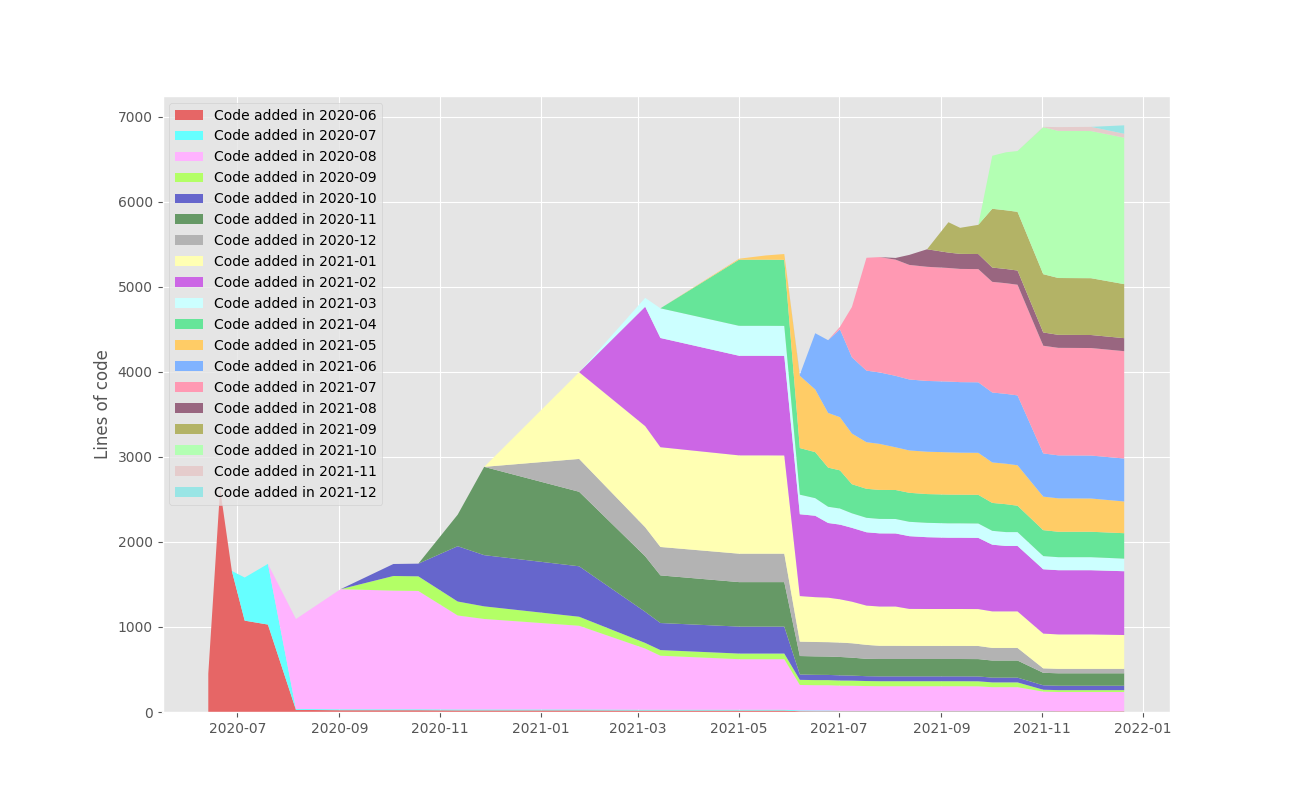 Lines of code
7000
6000
5000
4000
3000
2000
1000
0
Code added in 2020-06
Code added in 2020-07
Code added in 2020-08
Code added in 2020-09
Code added in 2020-10
Code added in 2020-11
Code added in 2020-12
Code added in 2021-01
Code added in 2021-02
Code added in 2021-03
Code added in 2021-04
Code added in 2021-05
Code added in 2021-06
Code added in 2021-07
Code added in 2021-08
Code added in 2021-09
Code added in 2021-10
Code added in 2021-11
Code added in 2021-12
2020-07 2020-09 2020-11 2021-01 2021-03 2021-05 2021-07 2021-09 2021-11 2022-01